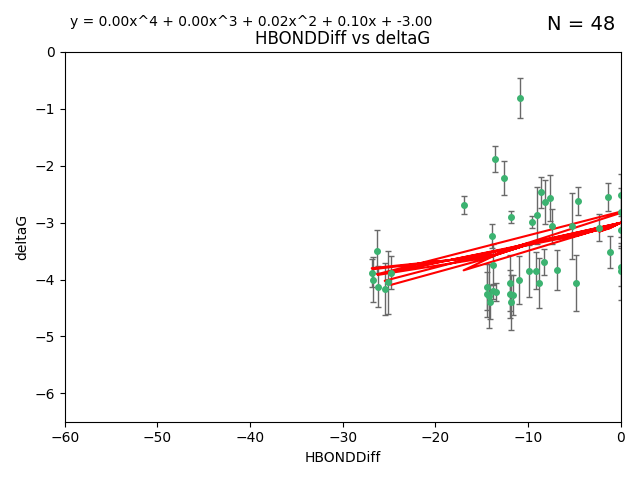 y = 0.00x^4 + 0.00x^3 + 0.02x^2 + 0.10x + -3.00
N = 48
HBONDDiff vs deltaG
0
−1
−2
−3
−4
−5
−6
deltaG
−60 −50 −40 −30 −20 −10 0
HBONDDiff